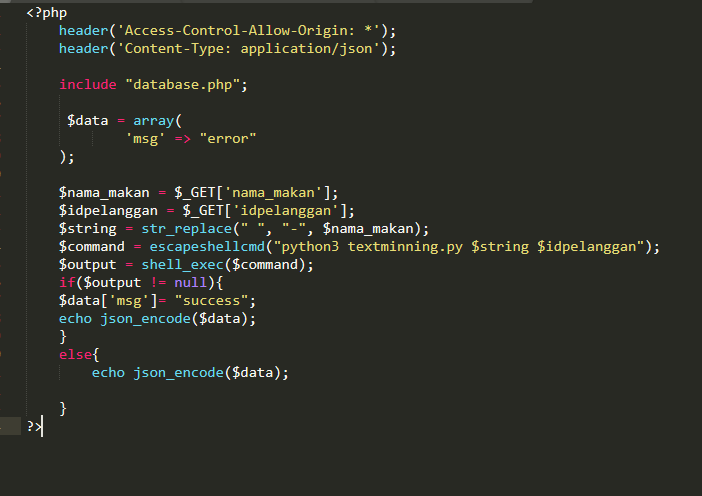 <?php
header('Access-Control-Allow-Origin: *');
header('Content-Type: application/json');
include "database.php";
$data = array(
'msg' => "error"
);
$nama_makan = $_GET['nama_makan'];
$idpelanggan = $_GET['idpelanggan'];
$string = str_replace(" ", "-", $nama_makan);
$command = escapeshellcmd("python3 textminning.py $string $idpelanggan");
$output = shell_exec($command);
if($output != null){
$data['msg']= "success";
echo json_encode($data);
}
else{
echo json_encode($data);
}
?>